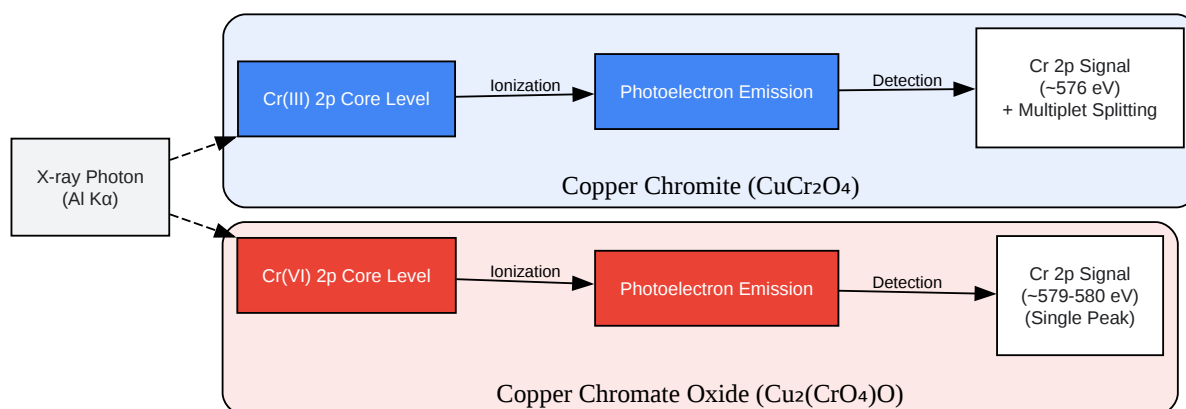 X-ray Photon
(Al Kα)
Cr(III) 2p Core Level
Ionization
Photoelectron Emission
Detection
Cr 2p Signal
(~576 eV)
+ Multiplet Splitting
Copper Chromite (CuCr₂O₄)
Cr(VI) 2p Core Level
Ionization
Photoelectron Emission
Detection
Cr 2p Signal
(~579-580 eV)
(Single Peak)
Copper Chromate Oxide (Cu₂(CrO₄)O)